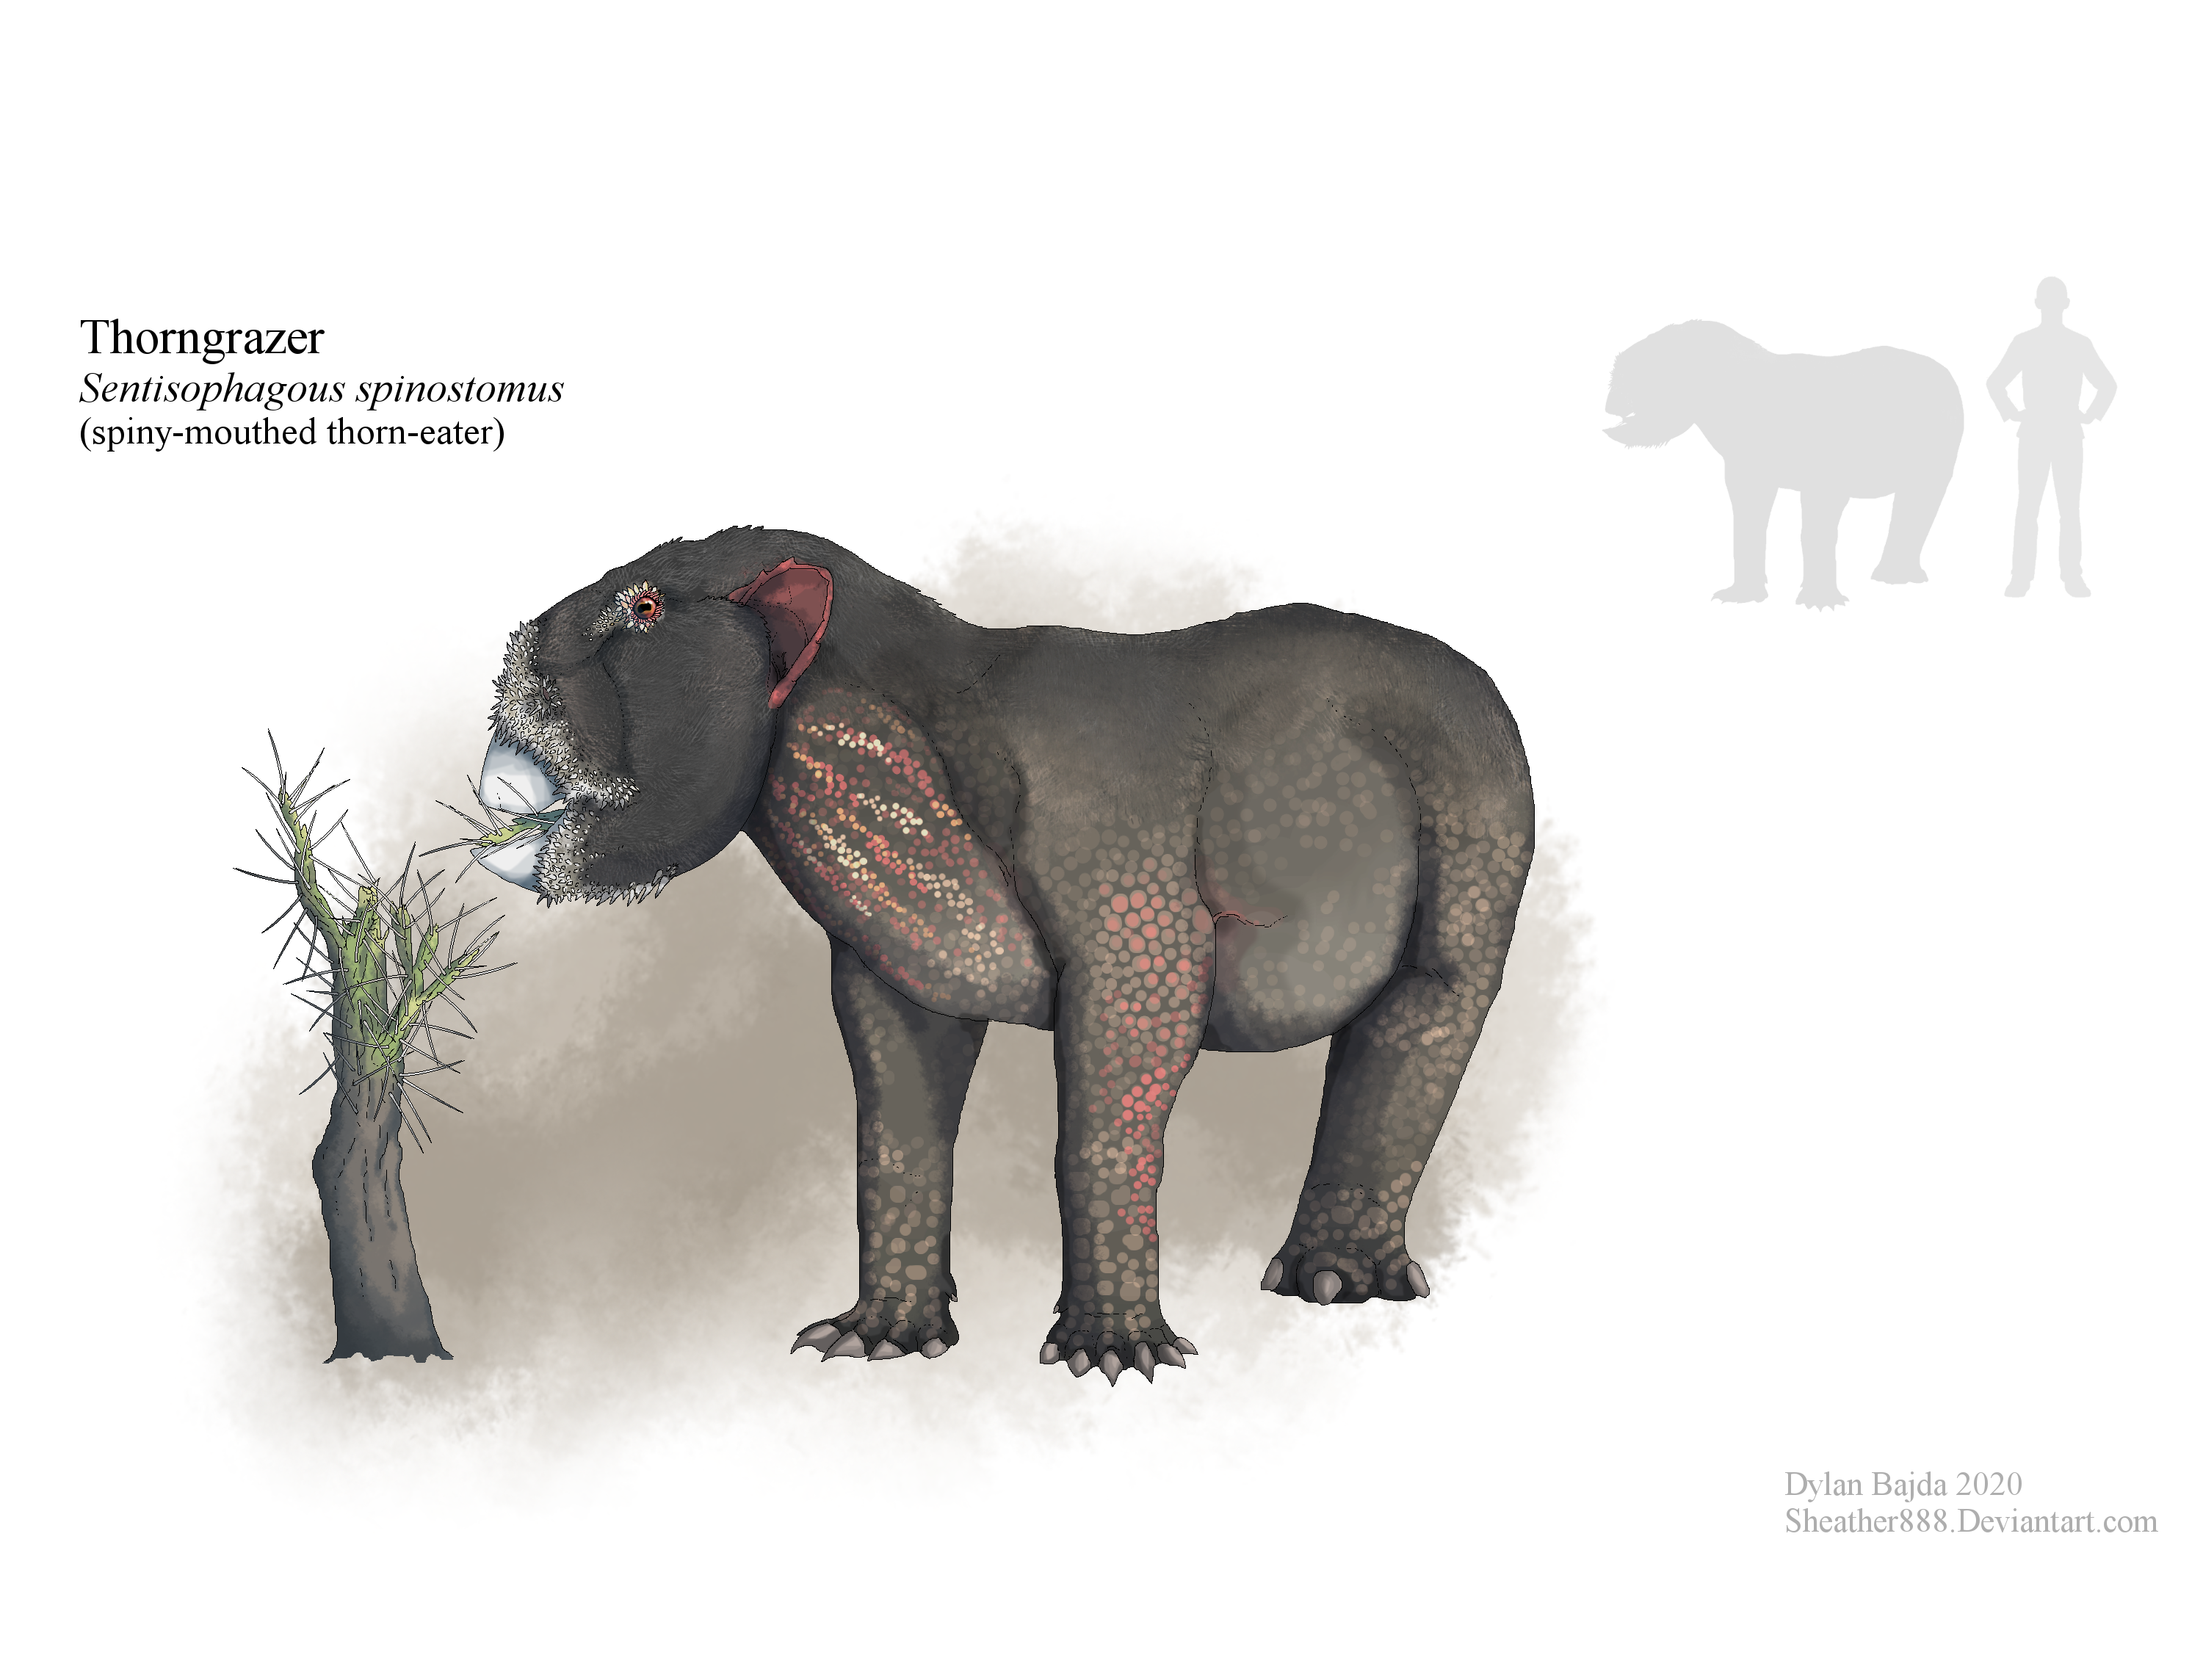 Thorngrazer
Sentisophagous spinostomus
(spiny-mouthed thorn-eater)
Dylan Bajda 2020
Sheather888.Deviantart.com